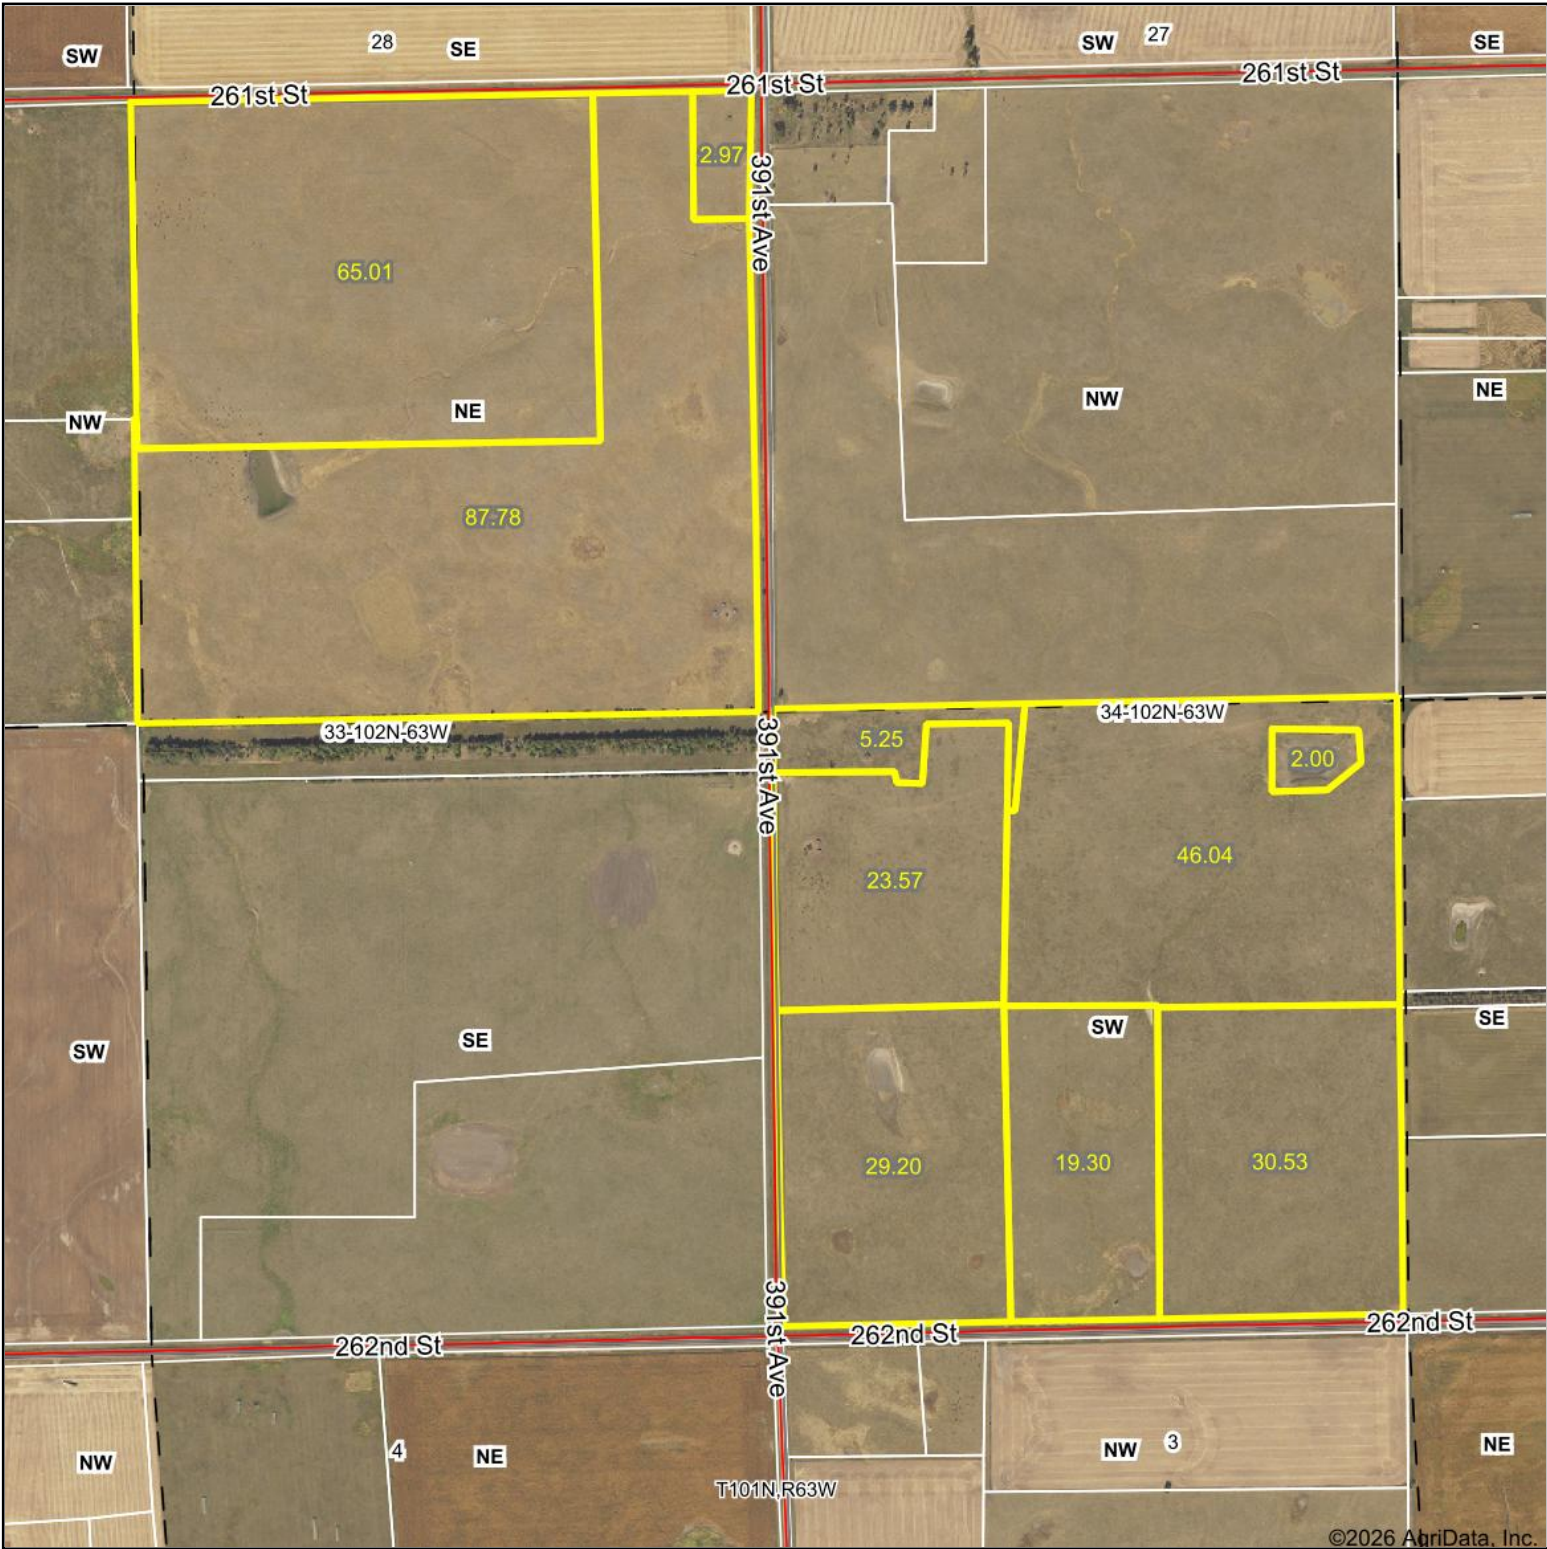 28
SW
SE
SW
27
SE
261st St
261st St
261st St
2.97
391st Ave
65.01
NW
NE
NW
NE
87.78
33-102N-63W
34-102N-63W
391st Ave
5.25
2.00
23.57
46.04
SW
SE
SW
SE
29.20
19.30
30.53
391st Ave
262nd St
262nd St
262nd St
NW
4
NE
NW
3
NE
T101N,R63W
©2026 AgriData, Inc.